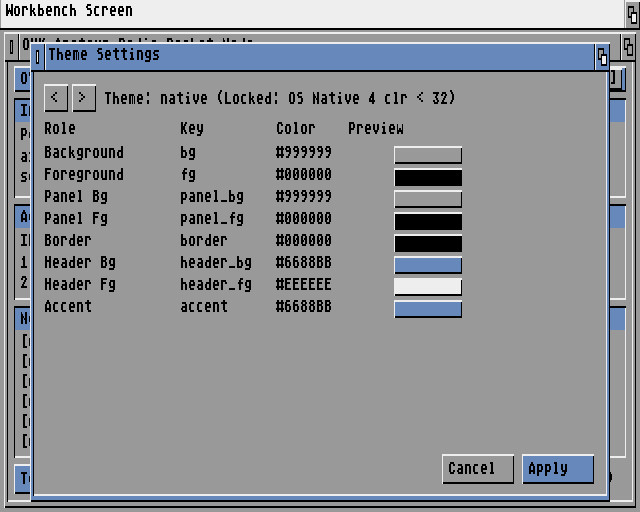 Workbench Screen
Theme Settings
< > Theme: native (Locked: OS Native 4 clr < 32)
Role Key Color Preview
Background bg #999999
Foreground fg #000000
Panel Bg panel_bg #999999
Panel Fg panel_fg #000000
Border border #000000
Header Bg header_bg #6688BB
Header Fg header_fg #EEEEEE
Accent accent #6688BB
Cancel Apply